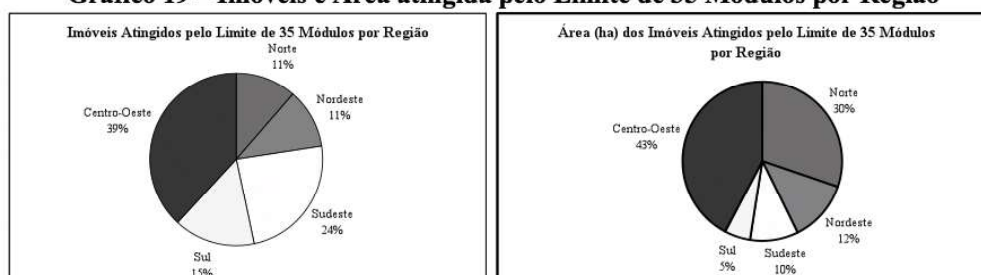 Gráfico 19 – Imóveis e Área atingida pelo Limite de 35 Módulos por Região
Imóveis Atingidos pelo Limite de 35 Módulos por Região
Norte
11%
Nordeste
11%
Centro-Oeste
39%
Sudeste
24%
Sul
15%
Área (ha) dos Imóveis Atingidos pelo Limite de 35 Módulos
por Região
Norte
30%
Centro-Oeste
43%
Nordeste
12%
Sul
5%
Sudeste
10%